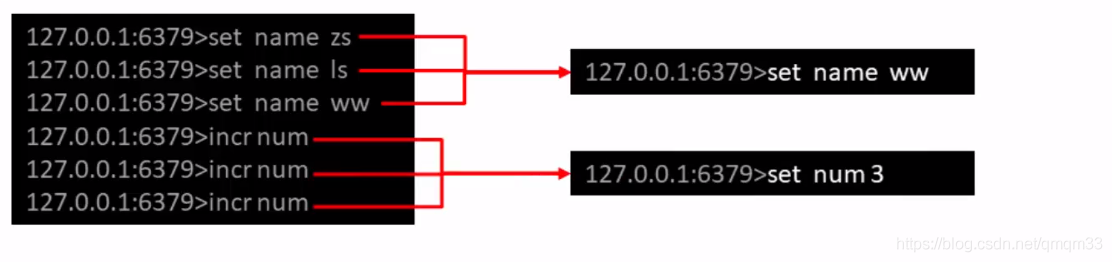 127.0.0.1:6379>set name zs
127.0.0.1:6379>set name ls
127.0.0.1:6379>set name ww
127.0.0.1:6379>incr num
127.0.0.1:6379>incr num
127.0.0.1:6379>incr num
127.0.0.1:6379>set name ww
127.0.0.1:6379>set num 3
https://blog.csdn.net/qmqm33